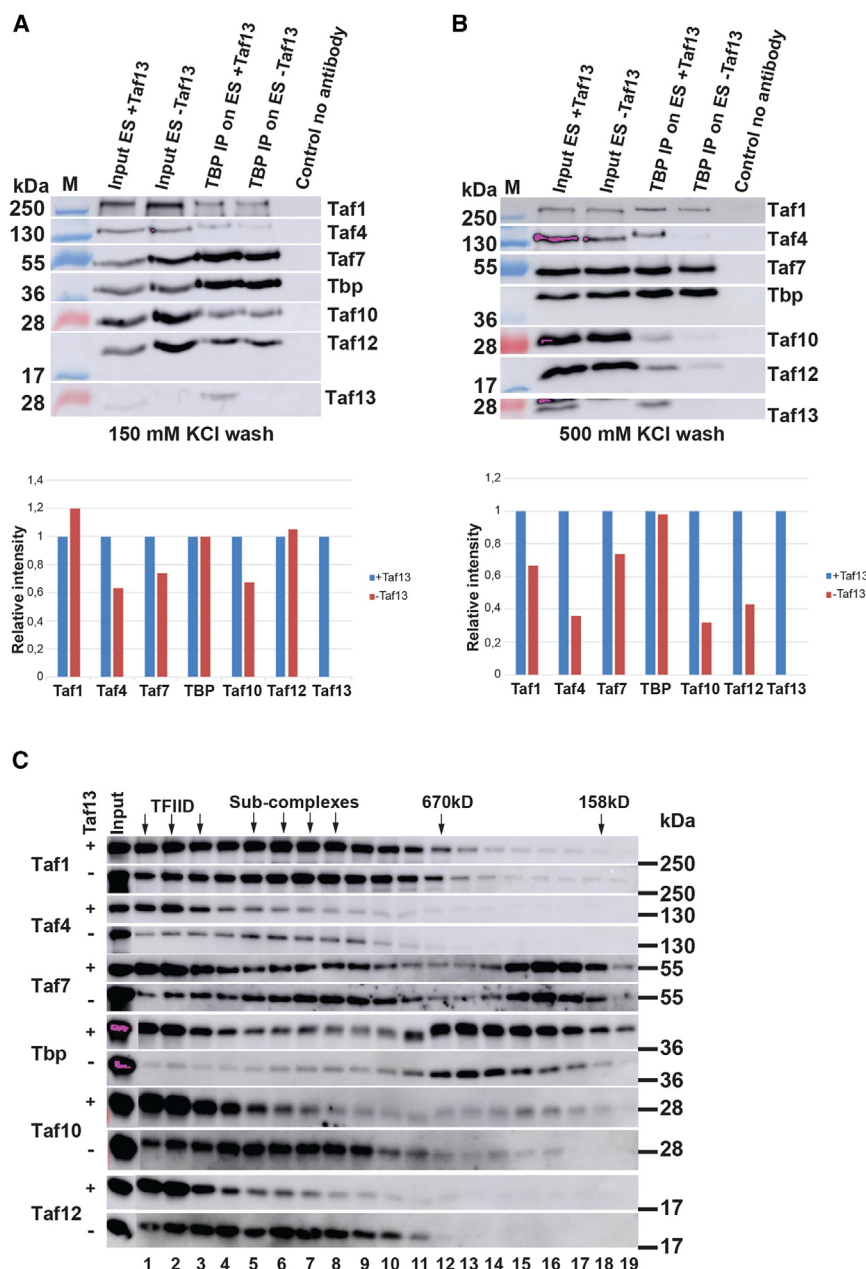 A
Input ES +Taf13
Input ES -Taf13
TBP IP on ES +Taf13
TBP IP on ES -Taf13
Control no antibody
kDa M
250 Taf1
130 Taf4
55 Taf7
36 Tbp
28 Taf10
Taf12
17
28 Taf13
150 mM KCl wash
1,4
1,2
1
0,8
0,6
0,4
0,2
0
Relative intensity
+Taf13
-Taf13
Taf1 Taf4 Taf7 TBP Taf10 Taf12 Taf13
B
Input ES +Taf13
Input ES -Taf13
TBP IP on ES +Taf13
TBP IP on ES -Taf13
Control no antibody
kDa
M
250 Taf1
130 Taf4
55 Taf7
Tbp
36
28 Taf10
17 Taf12
28 Taf13
500 mM KCl wash
1,2
1
0,8
0,6
0,4
0,2
0
Relative intensity
+Taf13
-Taf13
Taf1 Taf4 Taf7 TBP Taf10 Taf12 Taf13
C
Taf13 Input TFIID Sub-complexes 670kD 158kD
kDa
Taf1 + 250
- 250
Taf4 + 130
- 130
Taf7 + 55
- 55
Tbp + 36
- 36
Taf10 + 28
- 28
Taf12 + 17
- 17
1 2 3 4 5 6 7 8 9 10 11 12 13 14 15 16 17 18 19